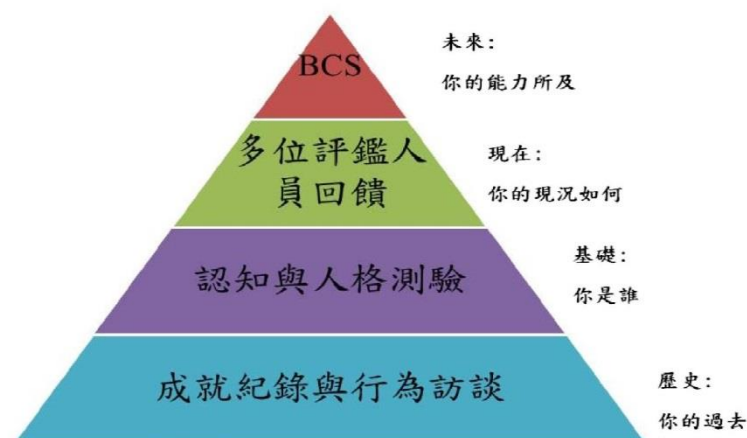 BCS
未來：
你的能力所及
多位評鑑人
員回饋
現在：
你的現況如何
認知與人格測驗
基礎：
你是誰
成就紀錄與行為訪談
歷史：
你的過去